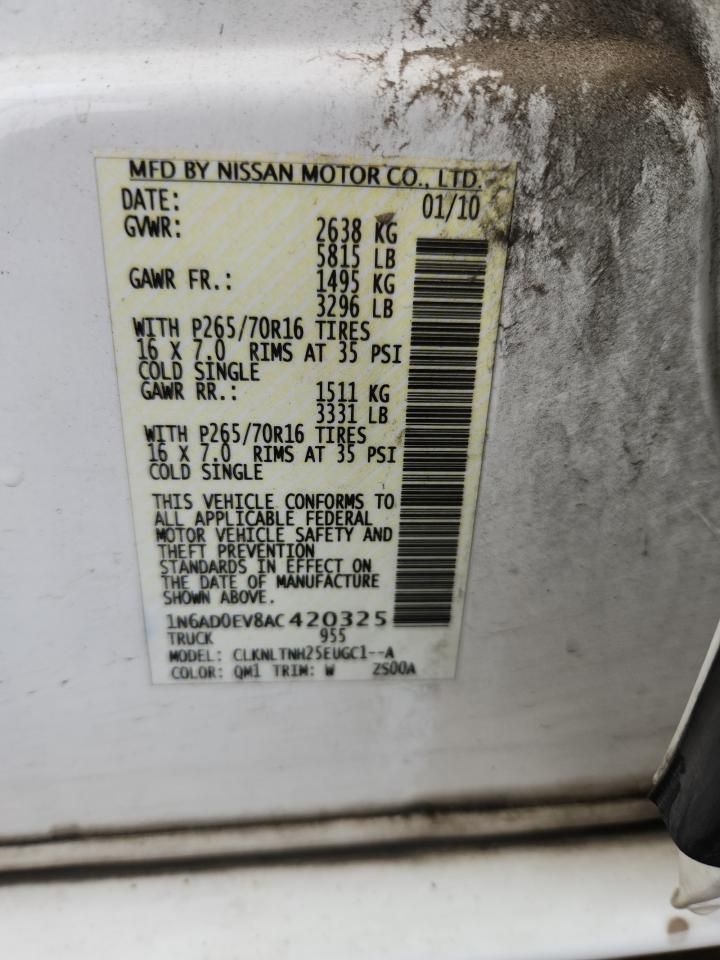 MFD BY NISSAN MOTOR CO., LTD.
DATE: 01/10
GVWR: 2638 KG
5815 LB
GAWR FR.: 1495 KG
3296 LB
WITH P265/70R16 TIRES
16 X 7.0 RIMS AT 35 PSI
COLD SINGLE
GAWR RR.: 1511 KG
3331 LB
WITH P265/70R16 TIRES
16 X 7.0 RIMS AT 35 PSI
COLD SINGLE
THIS VEHICLE CONFORMS TO
ALL APPLICABLE FEDERAL
MOTOR VEHICLE SAFETY AND
THEFT PREVENTION
STANDARDS IN EFFECT ON
THE DATE OF MANUFACTURE
SHOWN ABOVE.
1N6AD0EV8AC420325
TRUCK 955
MODEL: CLKNLTNH25EUGC1--A
COLOR: QM1 TRIM: W ZS00A